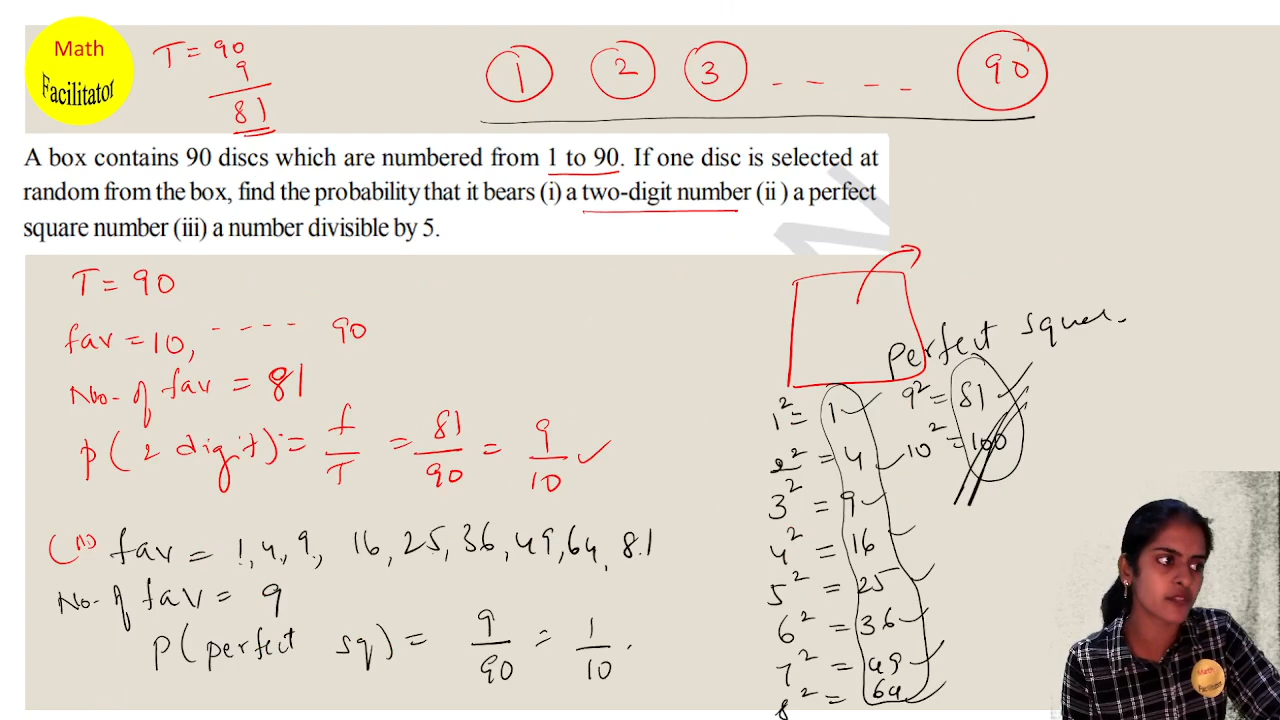 Math
Facilitator
T = 90
9
81
1 2 3 - - - - 90
A box contains 90 discs which are numbered from 1 to 90. If one disc is selected at
random from the box, find the probability that it bears (i) a two-digit number (ii ) a perfect
square number (iii) a number divisible by 5.
T = 90
fav = 10, - - - - 90
No. of fav = 81
P( 2 digit) = f/T = 81/90 = 9/10 ✓
fav = 1, 4, 9, 16, 25, 36, 49, 64, 81
No. of fav = 9
P( perfect sq) = 9/90 = 1/10.
perfect
1² = 1 ✓
2² = 4 ✓
3² = 9 ✓
4² = 16 ✓
5² = 25 ✓
6² = 36 ✓
7² = 49 ✓
8² = 64 ✓
9² = 81 ✓
10² = 100
Math
Facilitator